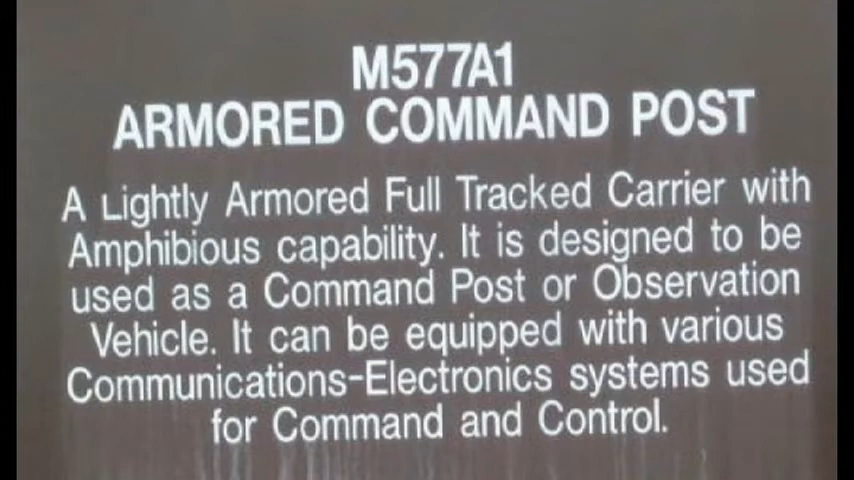 M577A1
ARMORED COMMAND POST
A Lightly Armored Full Tracked Carrier with
Amphibious capability. It is designed to be
used as a Command Post or Observation
Vehicle. It can be equipped with various
Communications-Electronics systems used
for Command and Control.